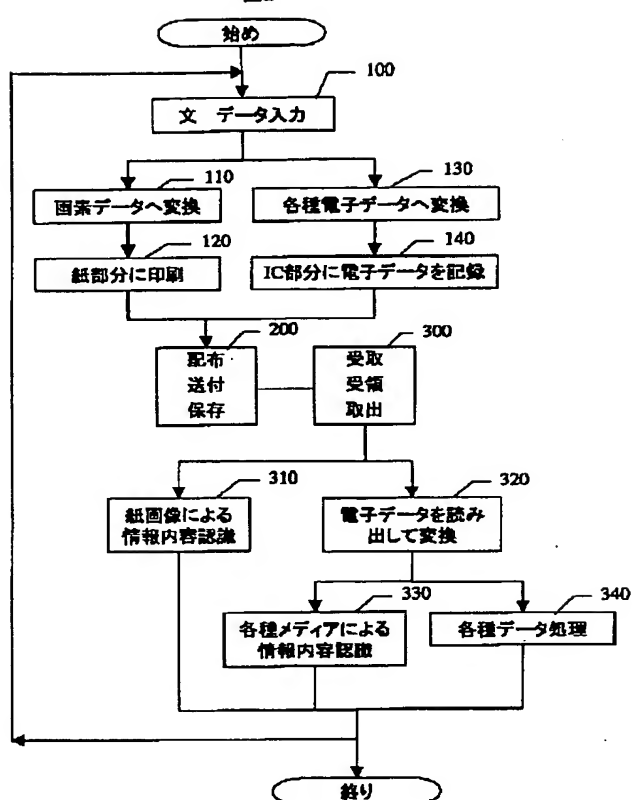 始め
100
文 データ入力
110
画素データへ変換
130
各種電子データへ変換
120
紙部分に印刷
140
IC部分に電子データを記録
200
配布
送付
保存
300
受取
受領
取出
310
紙画像による
情報内容認識
320
電子データを読み
出して変換
330
各種メディアによる
情報内容認識
340
各種データ処理
終り